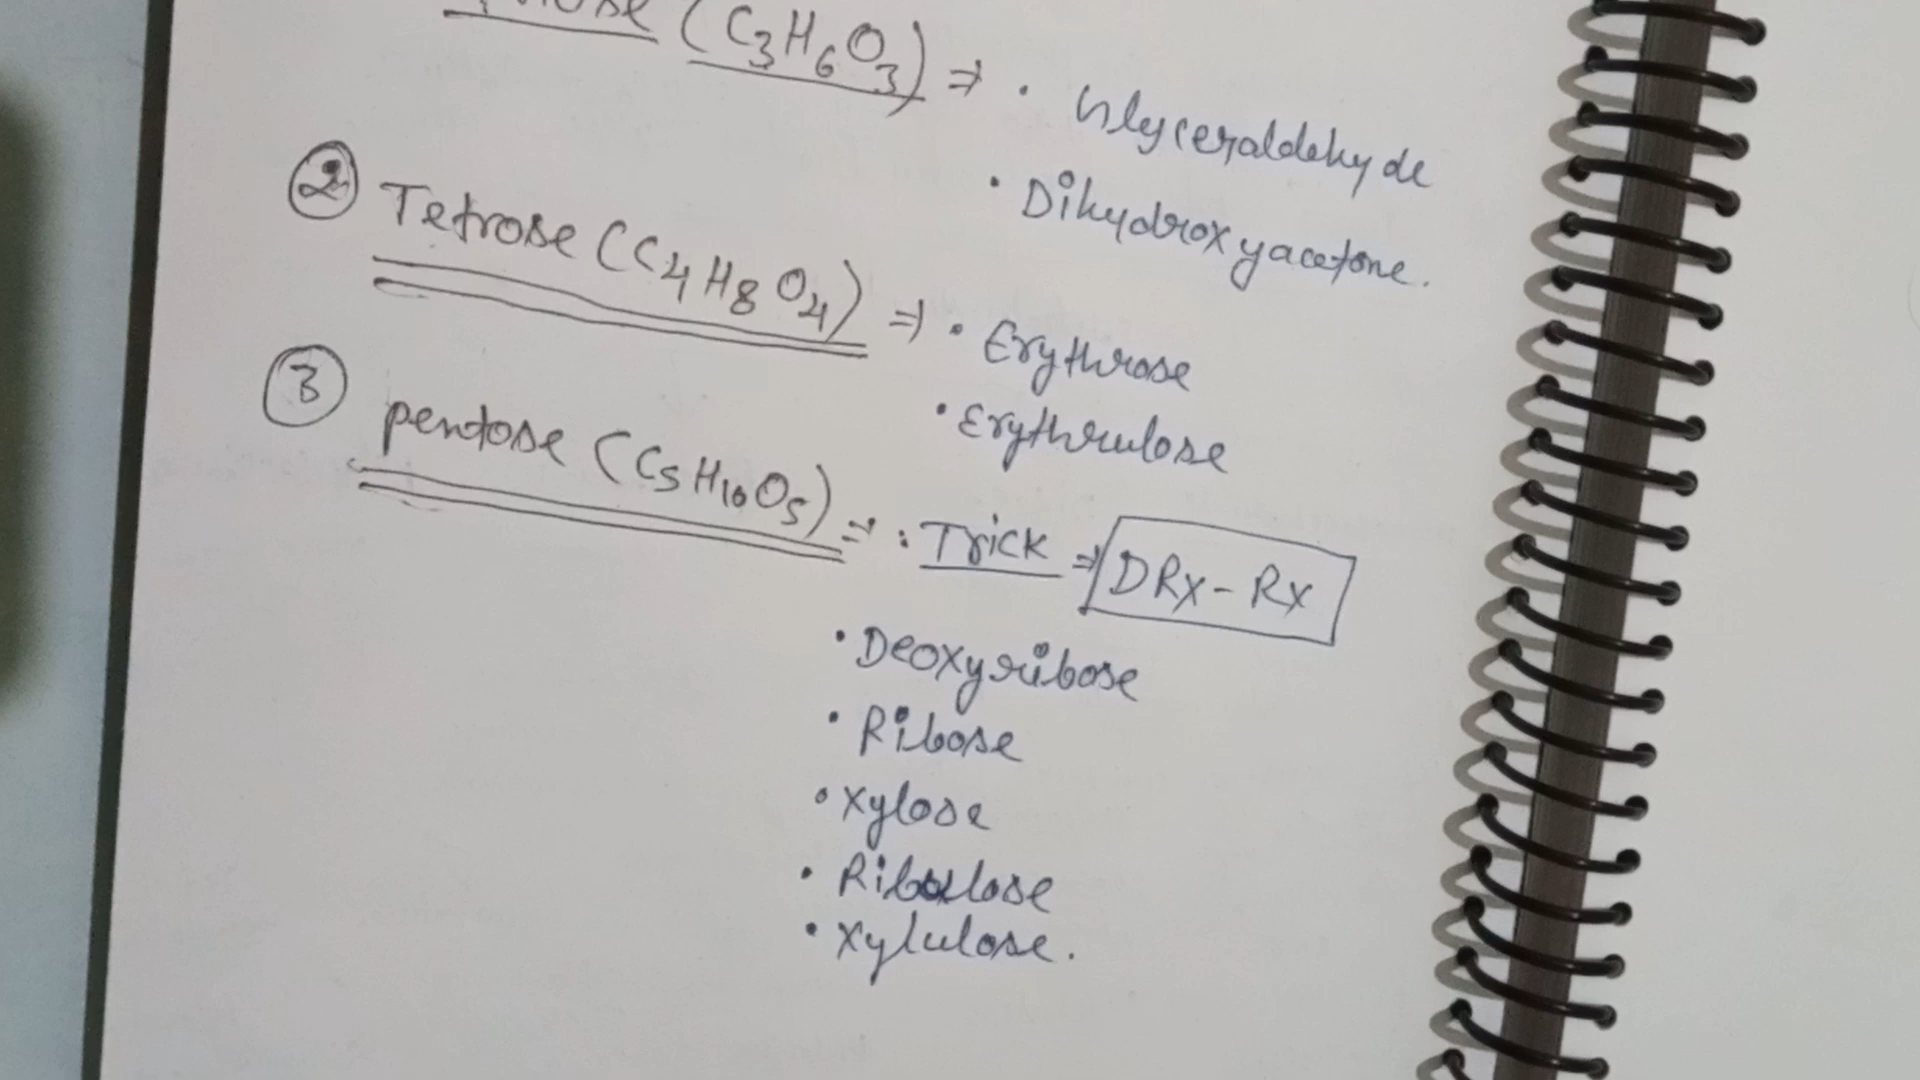 (C3H6O3) ⇒ • Glyceraldehyde
• Dihydroxyacetone.
② Tetrose (C4H8O4) ⇒ • Erythrose
• Erythrulose
③ pentose (C5H10O5) ⇒ : Trick ⇒ DRX - RX
• Deoxyribose
• Ribose
• Xylose
• Ribulose
• Xylulose.